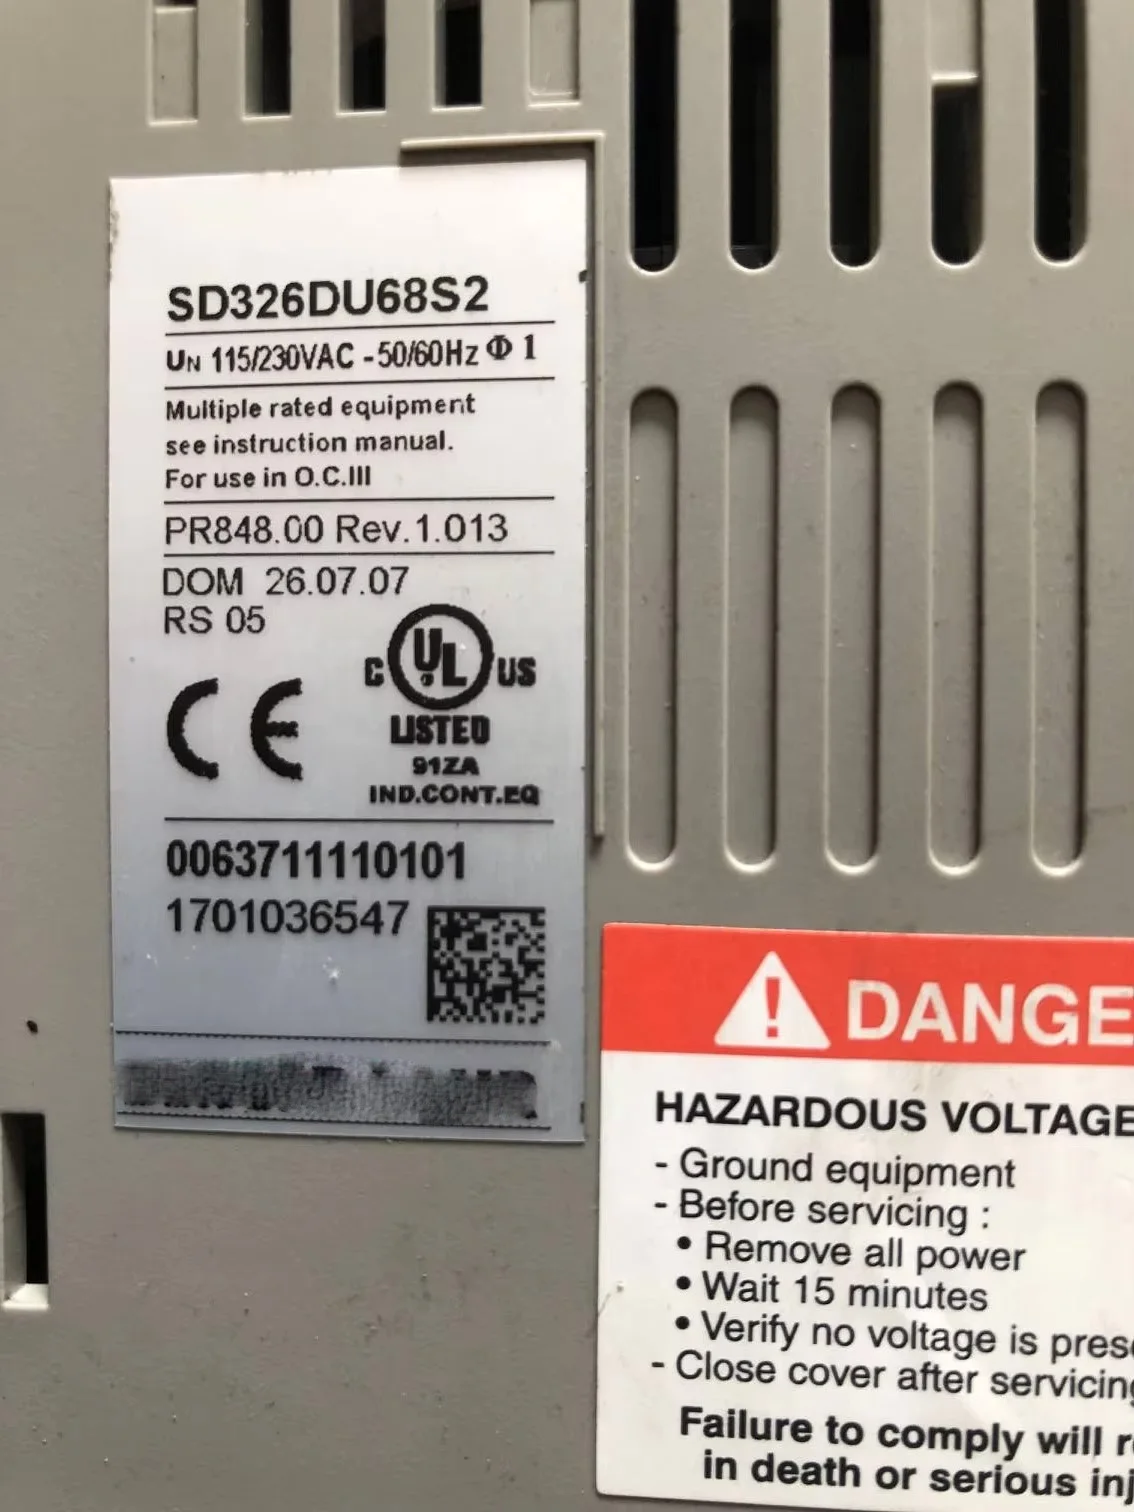 SD326DU68S2
UN 115/230VAC - 50/60Hz Φ 1
Multiple rated equipment
see instruction manual.
For use in O.C.III
PR848.00 Rev.1.013
DOM 26.07.07
RS 05
CE
C UL US
LISTED
91ZA
IND.CONT.EQ
0063711110101
1701036547
DANGE
HAZARDOUS VOLTAGE
- Ground equipment
- Before servicing :
• Remove all power
• Wait 15 minutes
• Verify no voltage is prese
- Close cover after servicing
Failure to comply will r
in death or serious inj